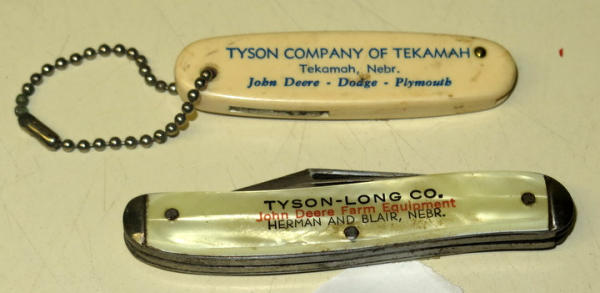 TYSON COMPANY OF TEKAMAH
Tekamah, Nebr.
John Deere - Dodge - Plymouth
TYSON-LONG CO.
John Deere Farm Equipment
HERMAN AND BLAIR, NEBR.